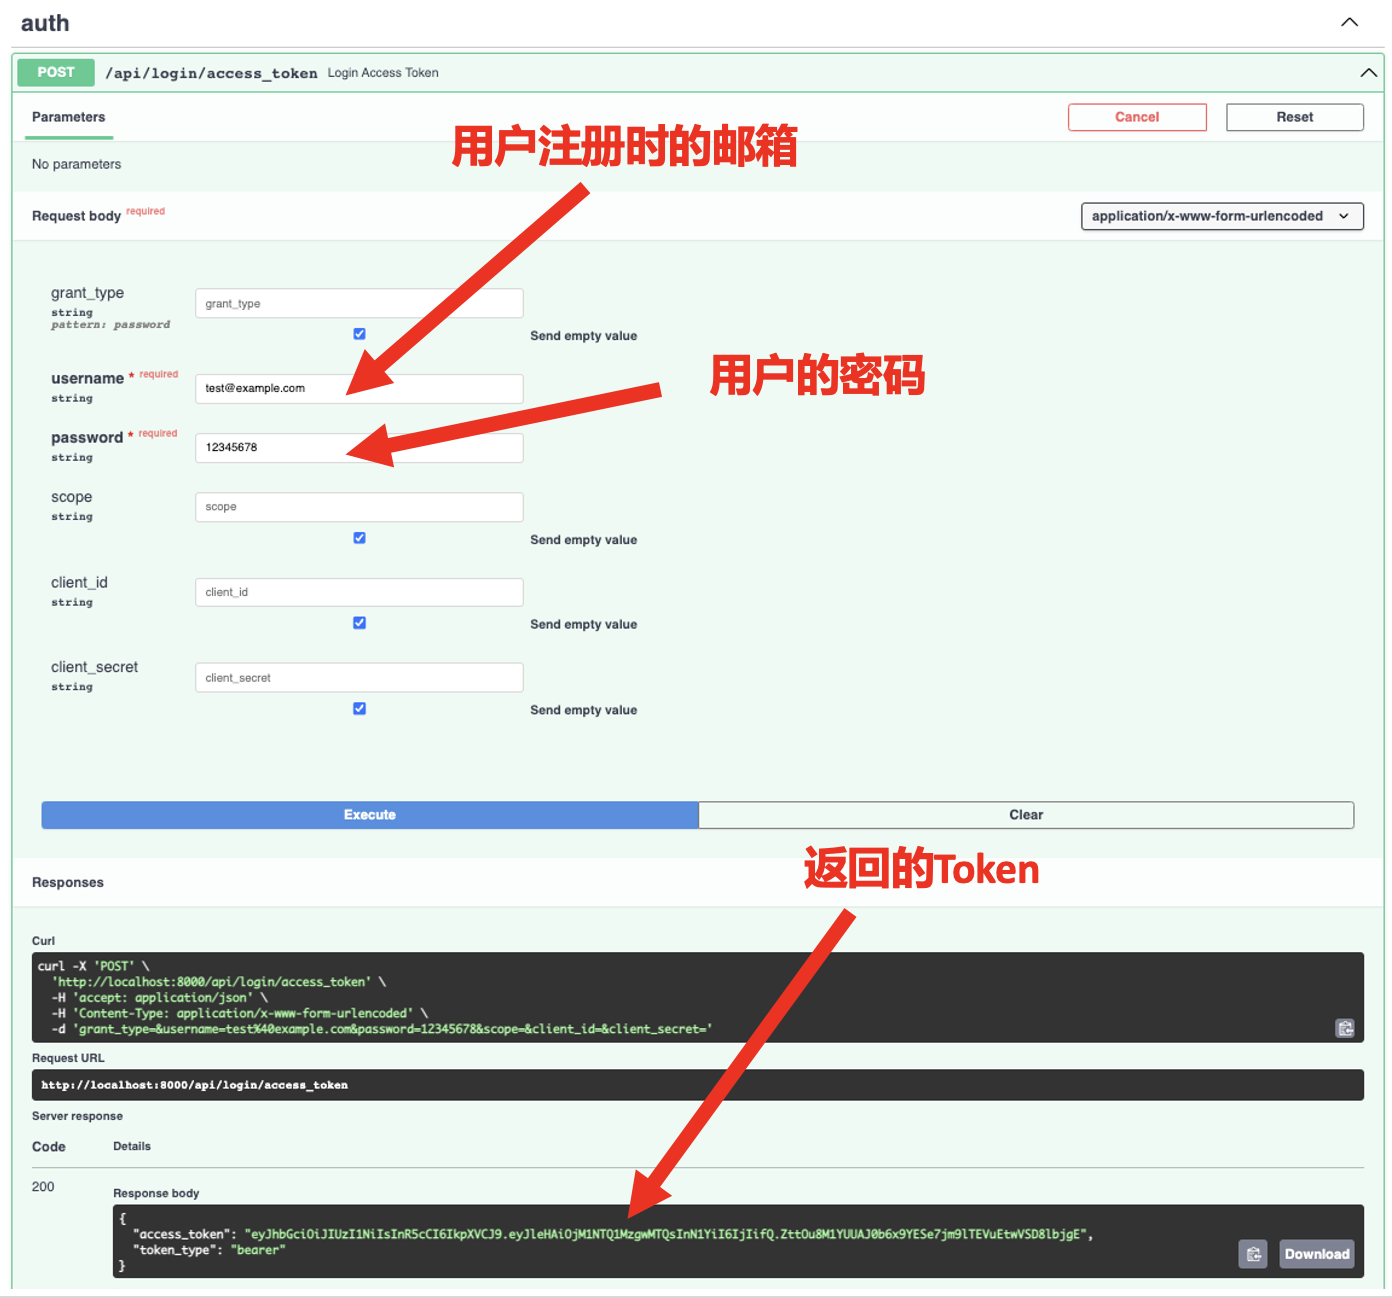 auth
POST /api/login/access_token Login Access Token
Parameters
Cancel
Reset
用户注册时的邮箱
No parameters
Request body required
application/x-www-form-urlencoded
grant_type
string
pattern: password
grant_type
Send empty value
用户的密码
username * required
string
test@example.com
password * required
string
12345678
scope
string
scope
Send empty value
client_id
string
client_id
Send empty value
client_secret
string
client_secret
Send empty value
Execute
Clear
返回的Token
Responses
Curl
curl -X 'POST' \
'http://localhost:8000/api/login/access_token' \
-H 'accept: application/json' \
-H 'Content-Type: application/x-www-form-urlencoded' \
-d 'grant_type=&username=test%40example.com&password=12345678&scope=&client_id=&client_secret='
Request URL
http://localhost:8000/api/login/access_token
Server response
Code
Details
200
Response body
{
"access_token": "eyJhbGciOiJIUzI1NiIsInR5cCI6IkpXVCJ9.eyJleHAiOjM1NTQ1MzgwMTQsInN1YiI6IjIifQ.ZttOu8M1YUUAJ0b6x9YESe7jm9lTEVuEtwVSD8lbjgE",
"token_type": "bearer"
}
Download